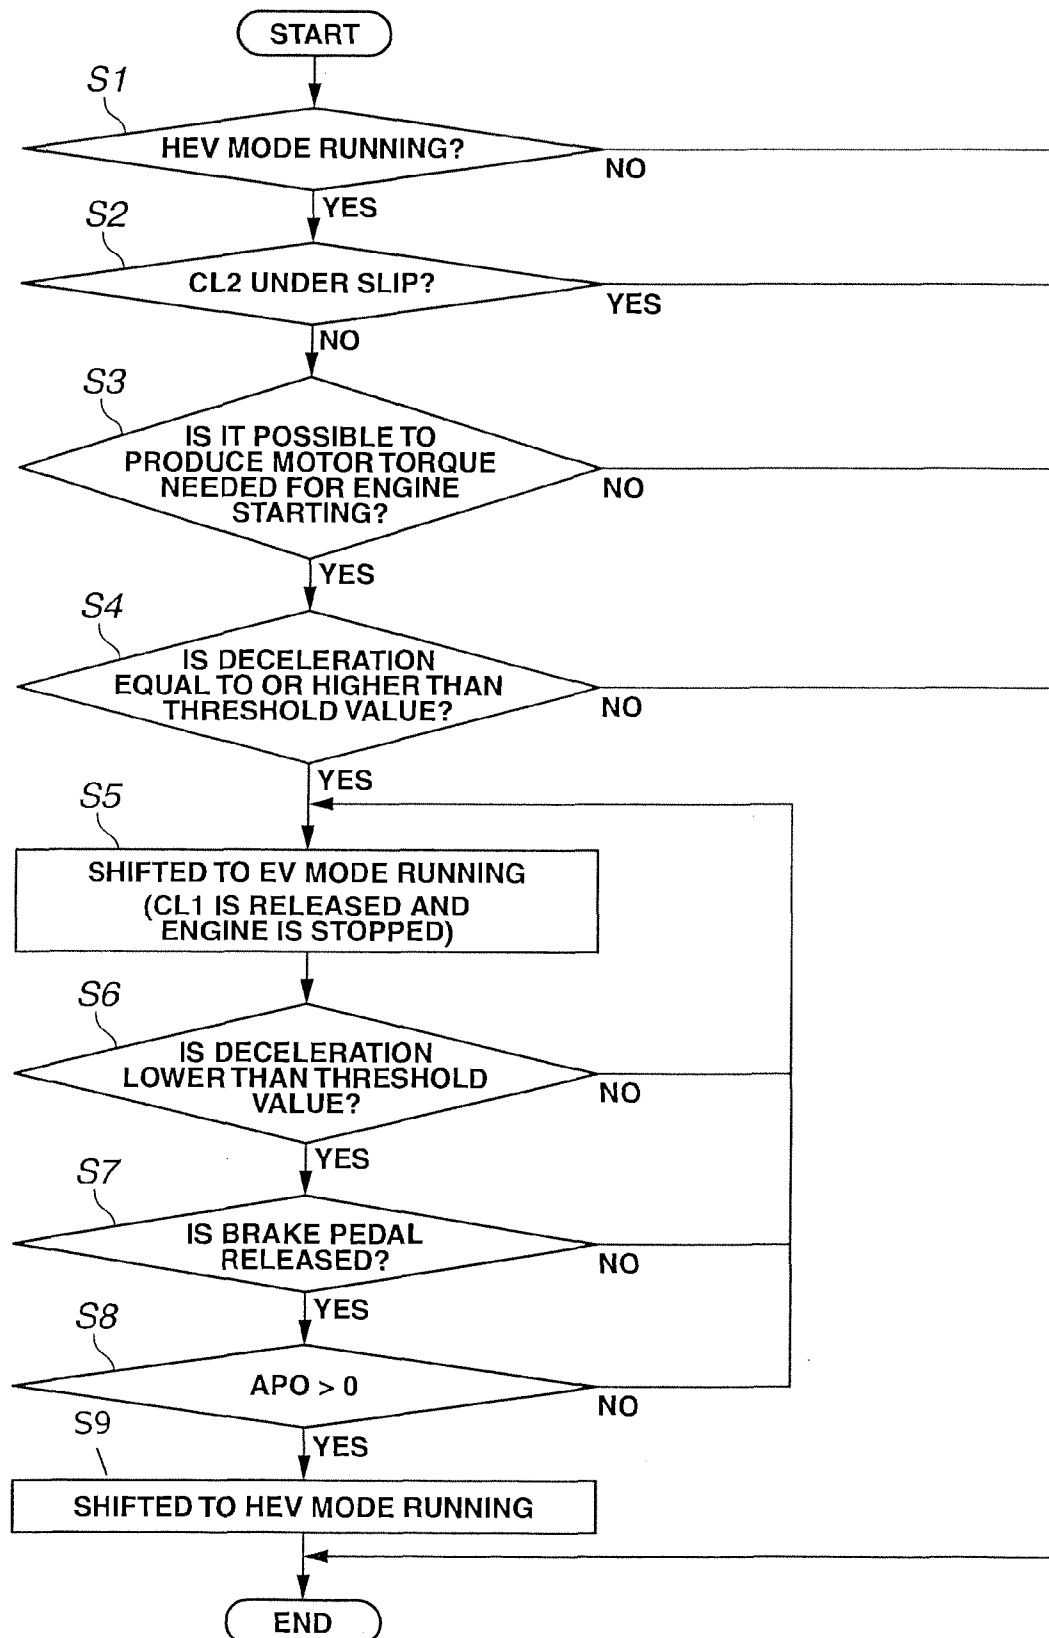 START
S1
HEV MODE RUNNING?
NO
YES
S2
CL2 UNDER SLIP?
YES
NO
S3
IS IT POSSIBLE TO
PRODUCE MOTOR TORQUE
NEEDED FOR ENGINE
STARTING?
NO
YES
S4
IS DECELERATION
EQUAL TO OR HIGHER THAN
THRESHOLD VALUE?
NO
YES
S5
SHIFTED TO EV MODE RUNNING
(CL1 IS RELEASED AND
ENGINE IS STOPPED)
S6
IS DECELERATION
LOWER THAN THRESHOLD
VALUE?
NO
YES
S7
IS BRAKE PEDAL
RELEASED?
NO
YES
S8
APO > 0
NO
YES
S9
SHIFTED TO HEV MODE RUNNING
END